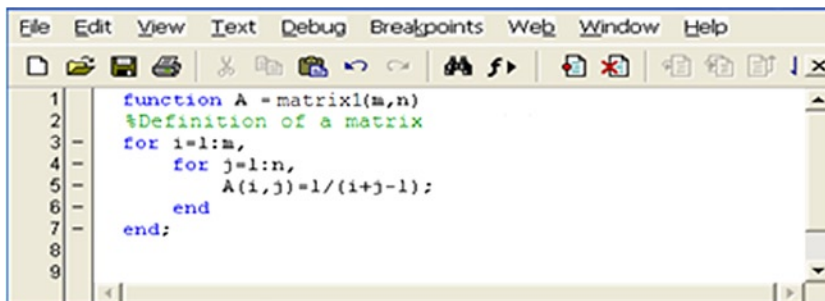 File Edit View Text Debug Breakpoints Web Window Help
1 function A = matrix1(m,n)
2 %Definition of a matrix
3 - for i=1:m,
4 - for j=1:n,
5 - A(i,j)=1/(i+j-1);
6 - end
7 - end;
8
9